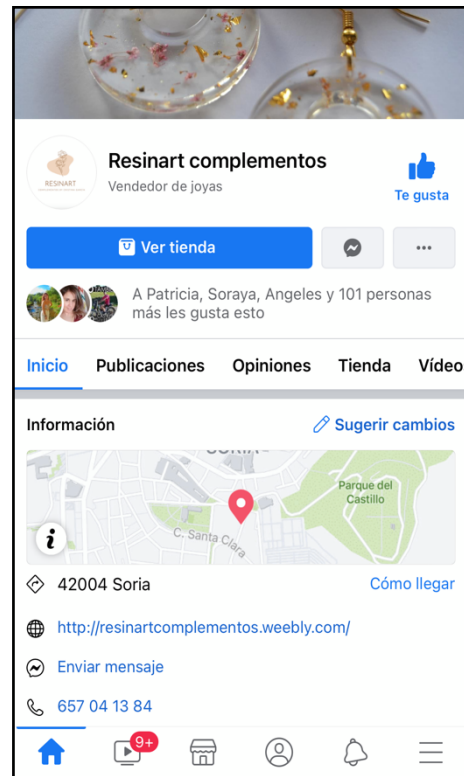 RESINART
Resinart complementos
Vendedor de joyas
Te gusta
Ver tienda
A Patricia, Soraya, Angeles y 101 personas
más les gusta esto
Inicio Publicaciones Opiniones Tienda Vídeo
Información
Sugerir cambios
Parque del
Castillo
C. Santa Clara
42004 Soria
Cómo llegar
http://resinartcomplementos.weebly.com/
Enviar mensaje
657 04 13 84
9+